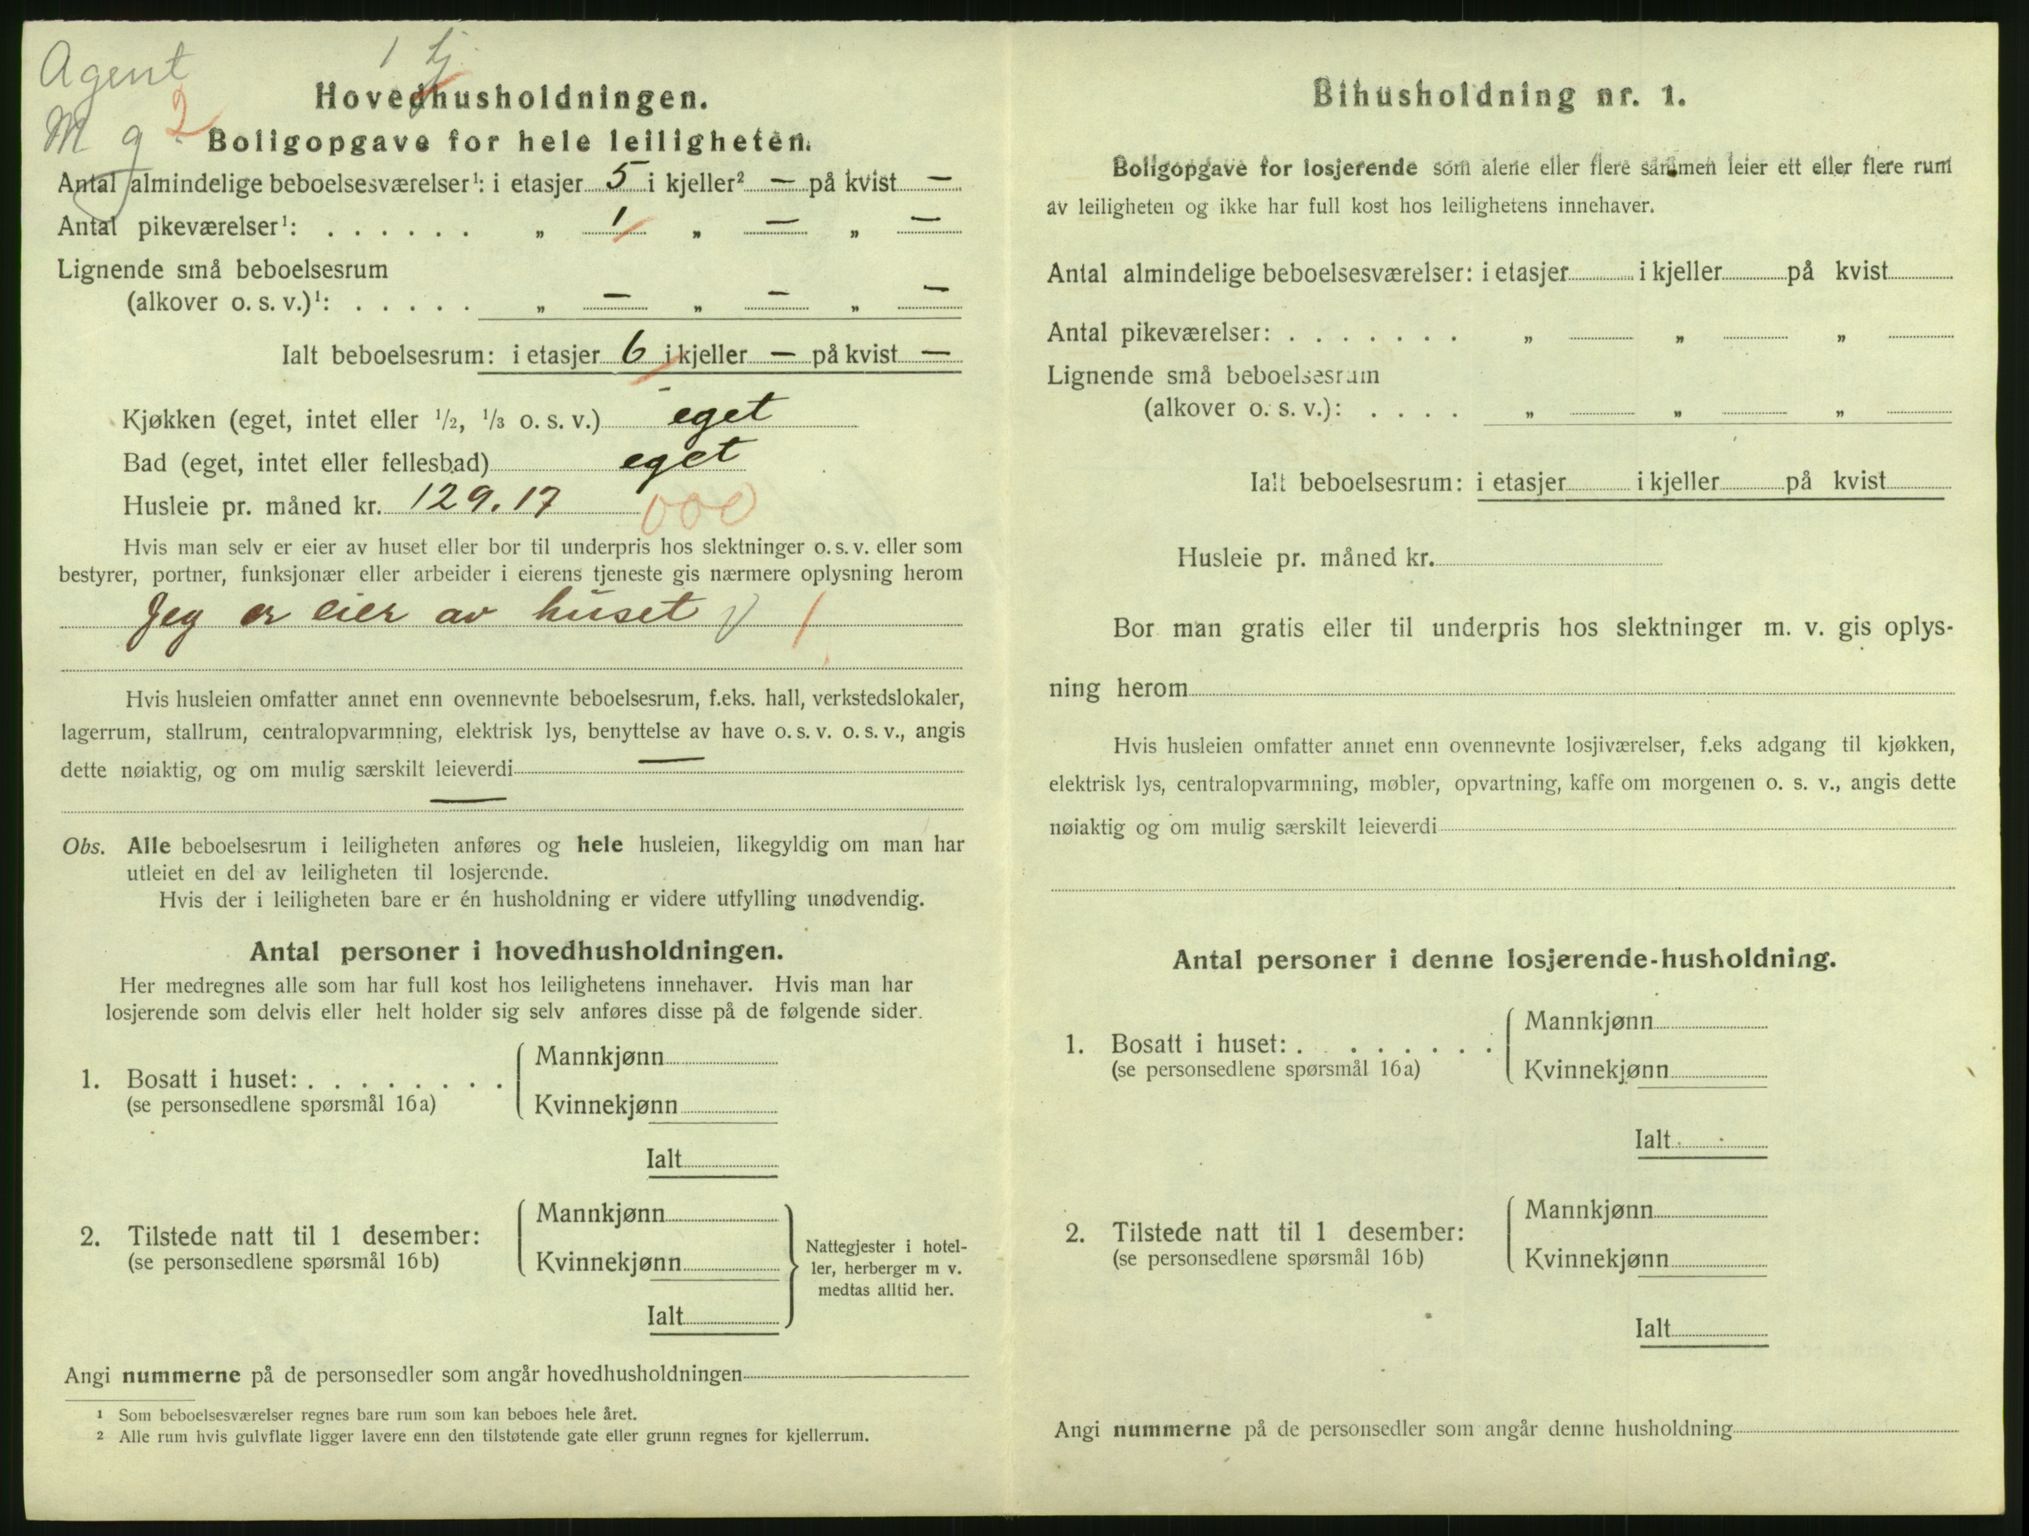 Agent
1 tj.
Hovedhusholdningen.
M g 2
Boligopgave for hele leiligheten.
Antal almindelige beboelsesværelser¹: i etasjer 5 i kjeller² — på kvist —
Antal pikeværelser¹: . . . . . . „ 1 „ — „ —
Lignende små beboelsesrum
(alkover o. s. v.)¹: . . . . . „ — „ — „ —
Ialt beboelsesrum: i etasjer 6 i kjeller — på kvist —
Kjøkken (eget, intet eller 1/2, 1/3 o. s. v.) eget
Bad (eget, intet eller fellesbad) eget
Husleie pr. måned kr. 129.17 000
Hvis man selv er eier av huset eller bor til underpris hos slektninger o. s. v. eller som
bestyrer, portner, funksjonær eller arbeider i eierens tjeneste gis nærmere oplysning herom
Jeg er eier av huset
Hvis husleien omfatter annet enn ovennevnte beboelsesrum, f.eks. hall, verkstedslokaler,
lagerrum, stallrum, centralopvarmning, elektrisk lys, benyttelse av have o. s. v. o. s. v., angis
dette nøiaktig, og om mulig særskilt leieverdi —
—
Obs. Alle beboelsesrum i leiligheten anføres og hele husleien, likegyldig om man har
utleiet en del av leiligheten til losjerende.
Hvis der i leiligheten bare er én husholdning er videre utfylling unødvendig.
Antal personer i hovedhusholdningen.
Her medregnes alle som har full kost hos leilighetens innehaver. Hvis man har
losjerende som delvis eller helt holder sig selv anføres disse på de følgende sider.
Mannkjønn
1. Bosatt i huset: . . . . . . . .
(se personsedlene spørsmål 16a)
Kvinnekjønn
Ialt
Mannkjønn
2. Tilstede natt til 1 desember:
(se personsedlene spørsmål 16b)
Kvinnekjønn
Ialt
Nattegjester i hotel-
ler, herberger m v.
medtas alltid her.
Angi nummerne på de personsedler som angår hovedhusholdningen
¹ Som beboelsesværelser regnes bare rum som kan beboes hele året.
² Alle rum hvis gulvflate ligger lavere enn den tilstøtende gate eller grunn regnes for kjellerrum.
Bihusholdning nr. 1.
Boligopgave for losjerende som alene eller flere sammen leier ett eller flere rum
av leiligheten og ikke har full kost hos leilighetens innehaver.
Antal almindelige beboelsesværelser: i etasjer i kjeller på kvist
Antal pikeværelser: . . . . . . . „ „ „
Lignende små beboelsesrum
(alkover o. s. v.): . . . . „ „ „
Ialt beboelsesrum: i etasjer i kjeller på kvist
Husleie pr. måned kr.
Bor man gratis eller til underpris hos slektninger m. v. gis oplys-
ning herom
Hvis husleien omfatter annet enn ovennevnte losjiværelser, f.eks adgang til kjøkken,
elektrisk lys, centralopvarmning, møbler, opvartning, kaffe om morgenen o. s. v., angis dette
nøiaktig og om mulig særskilt leieverdi
Antal personer i denne losjerende-husholdning.
Mannkjønn
1. Bosatt i huset: . . . . . . . .
(se personsedlene spørsmål 16a)
Kvinnekjønn
Ialt
Mannkjønn
2. Tilstede natt til 1 desember:
(se personsedlene spørsmål 16b)
Kvinnekjønn
Ialt
Angi nummerne på de personsedler som angår denne husholdning